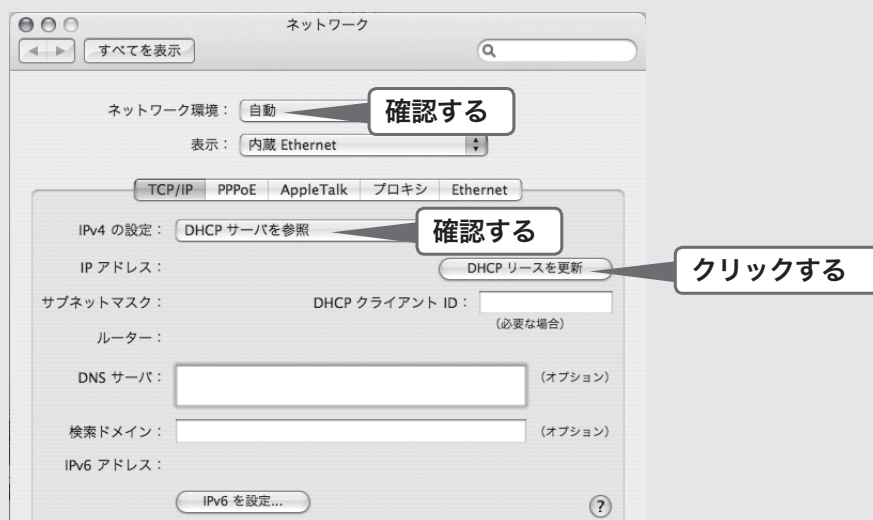 ネットワーク
すべてを表示
ネットワーク環境： 自動
確認する
表示： 内蔵 Ethernet
TCP/IP PPPoE AppleTalk プロキシ Ethernet
IPv4 の設定： DHCP サーバを参照
確認する
IP アドレス： DHCP リースを更新
クリックする
サブネットマスク： DHCP クライアント ID：
（必要な場合）
ルーター：
DNS サーバ： （オプション）
検索ドメイン： （オプション）
IPv6 アドレス：
IPv6 を設定... ?